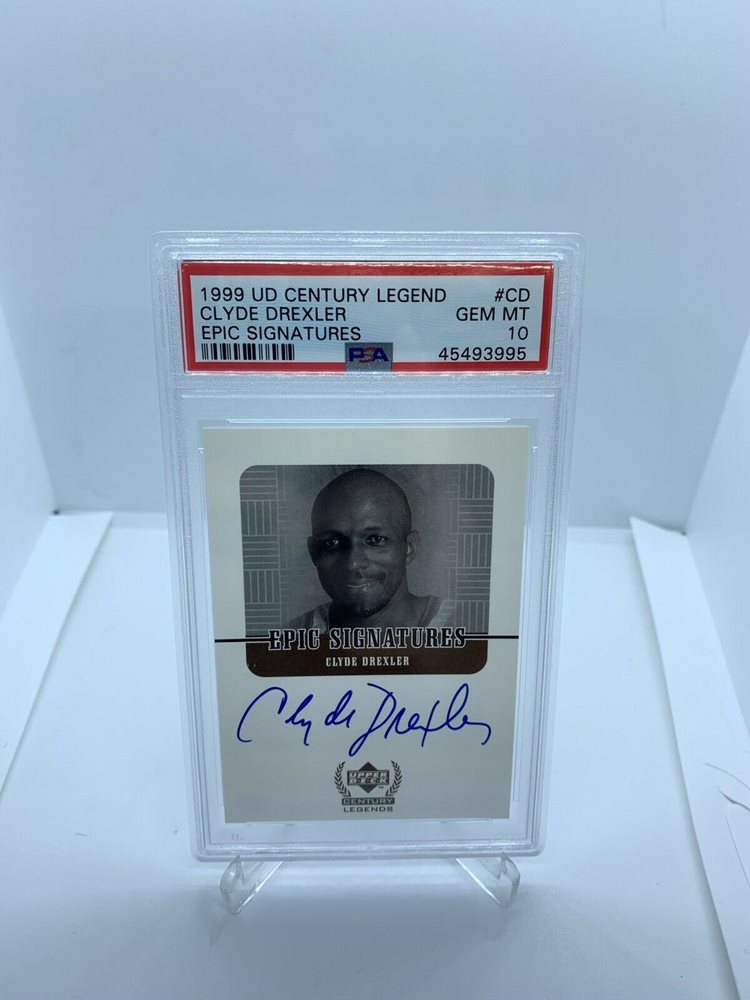 1999 UD CENTURY LEGEND #CD
CLYDE DREXLER GEM MT
EPIC SIGNATURES 10
PSA 45493995
EPIC SIGNATURES
CLYDE DREXLER
Clyde Drexler
UPPER
DECK
CENTURY
LEGENDS